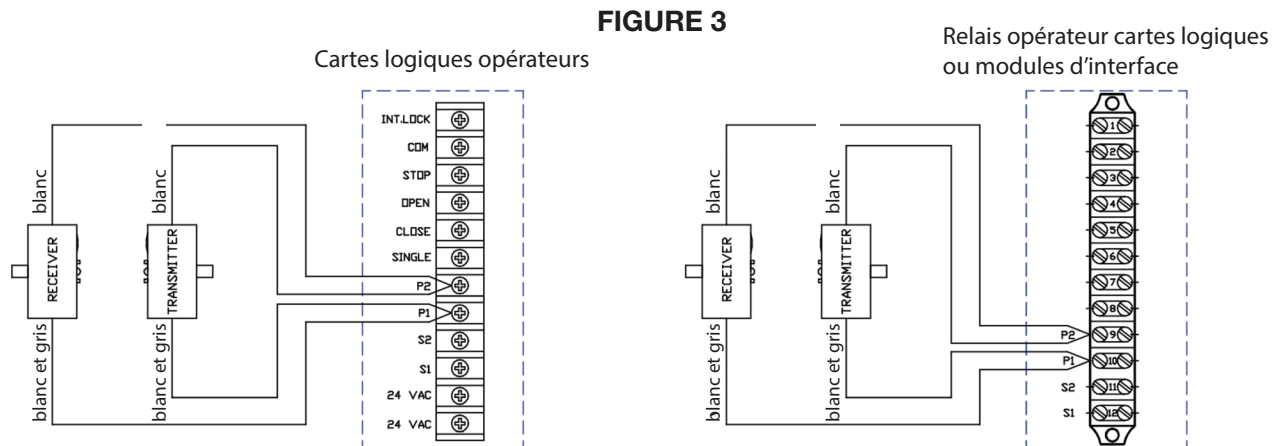 FIGURE 3
Cartes logiques opérateurs
INT.LOCK
COM
STOP
OPEN
CLOSE
SINGLE
P2
P1
S2
S1
24 VAC
24 VAC
blanc
blanc
RECEIVER
TRANSMITTER
blanc et gris
blanc et gris
Relais opérateur cartes logiques
ou modules d'interface
1
2
3
4
5
6
7
8
P2 9
P1 10
S2 11
S1 12
blanc
blanc
RECEIVER
TRANSMITTER
blanc et gris
blanc et gris